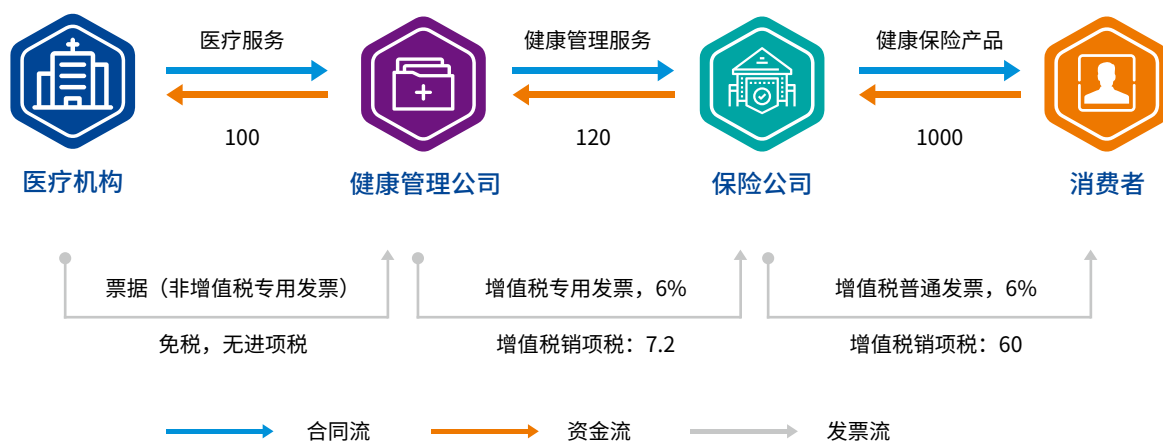 医疗服务
健康管理服务
健康保险产品
100
120
1000
医疗机构
健康管理公司
保险公司
消费者
票据（非增值税专用发票）
增值税专用发票，6%
增值税普通发票，6%
免税，无进项税
增值税销项税：7.2
增值税销项税：60
合同流
资金流
发票流